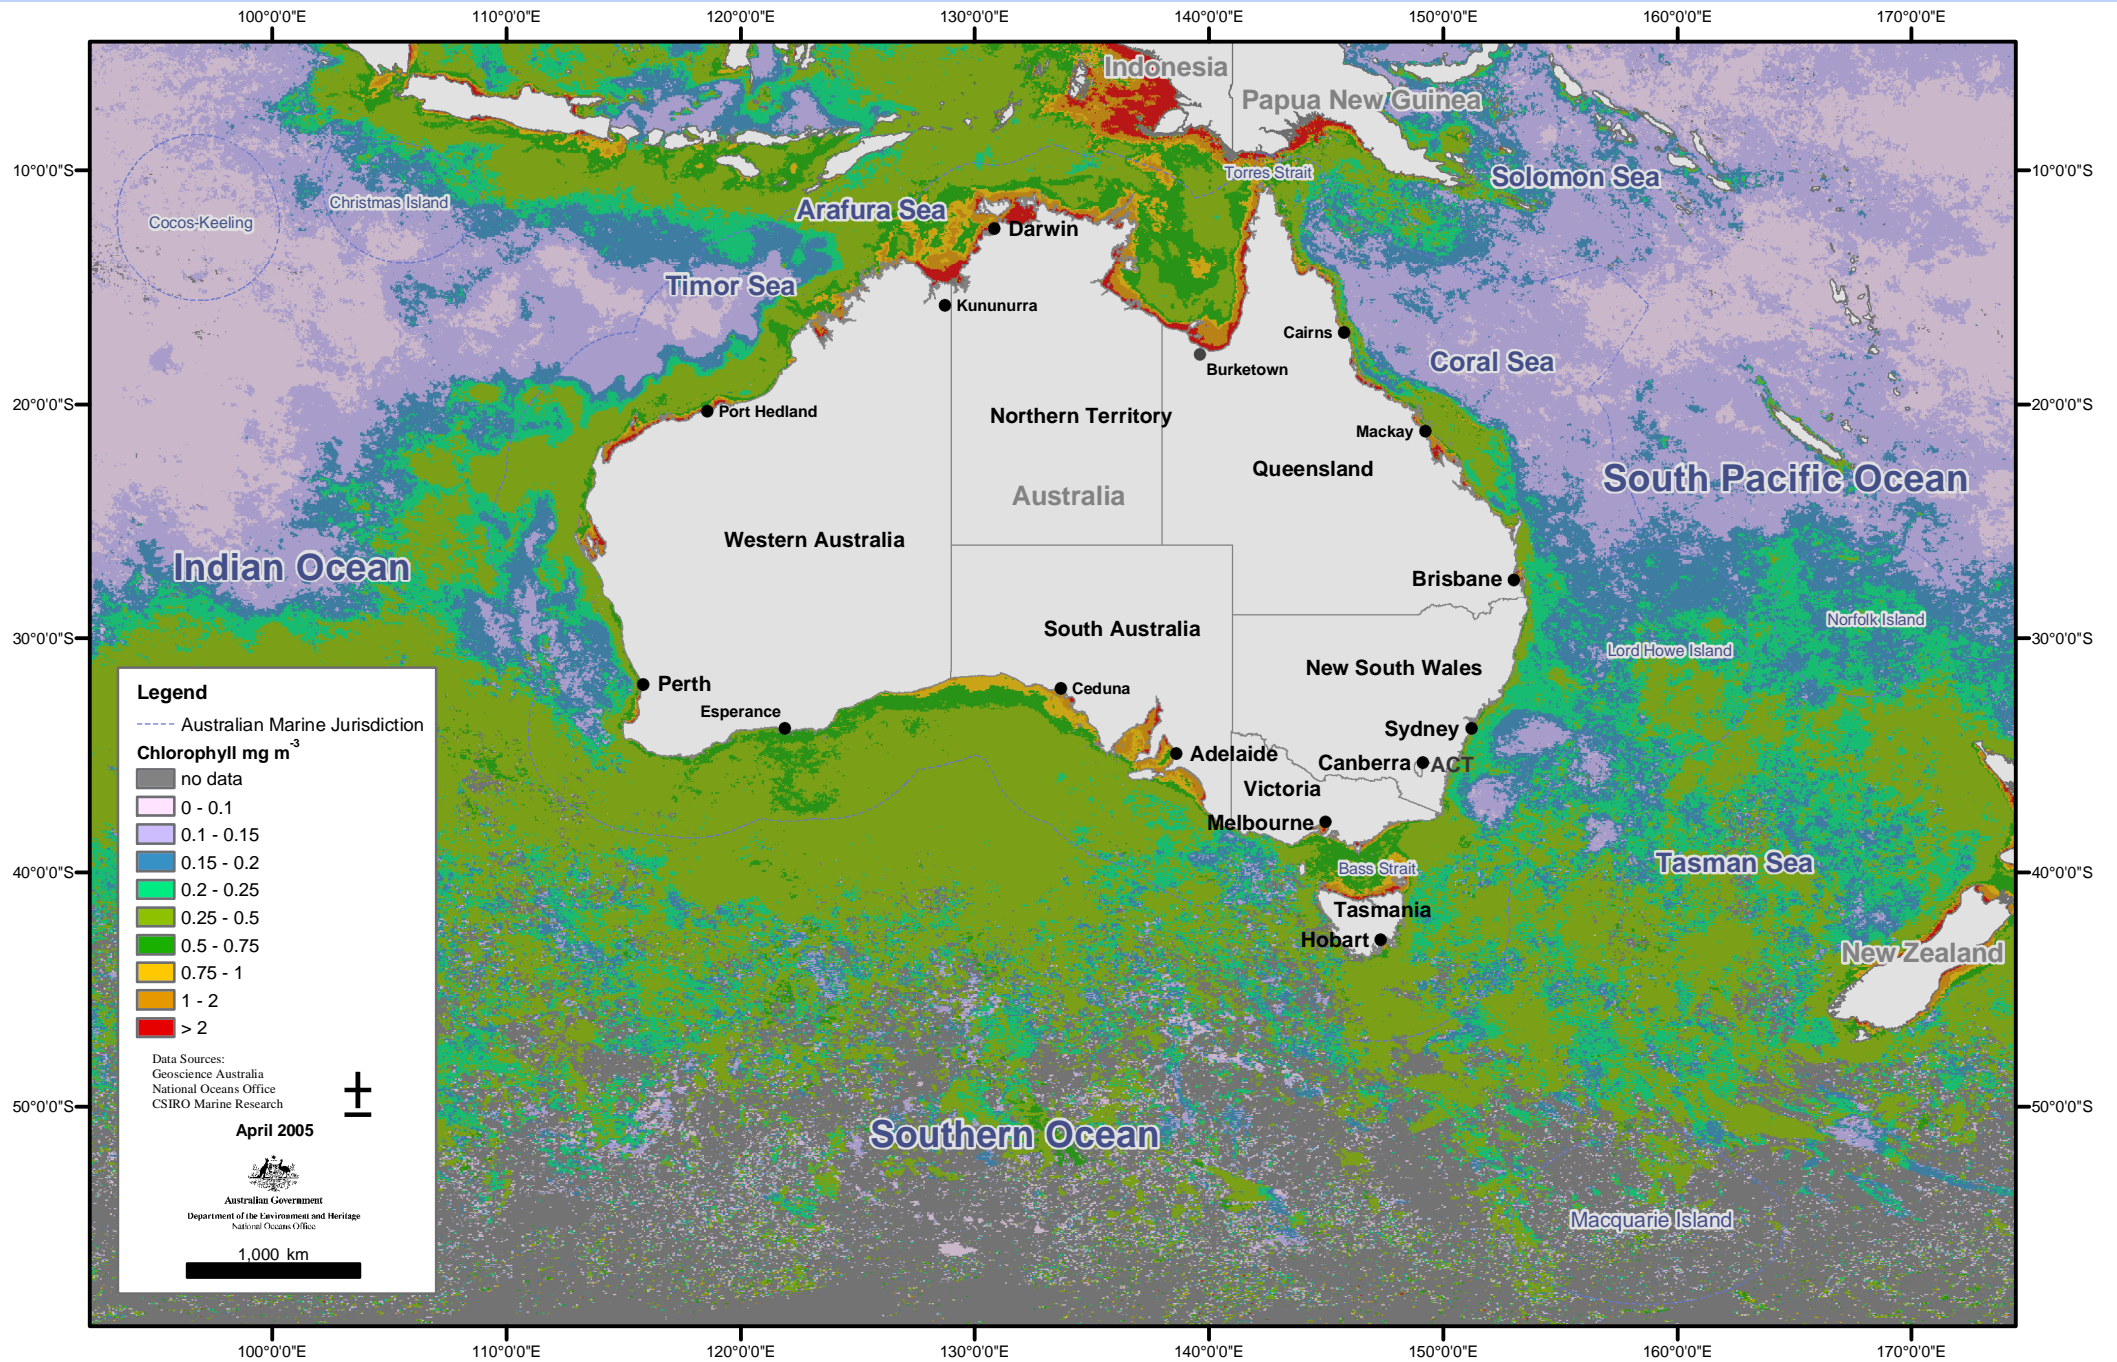 100°0'0"E 110°0'0"E 120°0'0"E 130°0'0"E 140°0'0"E 150°0'0"E 160°0'0"E 170°0'0"E
Indonesia
Papua New Guinea
10°0'0"S
10°0'0"S
Torres Strait
Solomon Sea
Christmas Island
Cocos-Keeling
Arafura Sea
Darwin
Timor Sea
Kununurra
Cairns
Coral Sea
Burketown
20°0'0"S
20°0'0"S
Port Hedland
Northern Territory
Mackay
Queensland
South Pacific Ocean
Australia
Western Australia
Indian Ocean
Brisbane
Norfolk Island
South Australia
30°0'0"S
30°0'0"S
Lord Howe Island
New South Wales
Perth
Ceduna
Esperance
Sydney
Adelaide
Canberra
ACT
Victoria
Melbourne
Tasman Sea
Bass Strait
40°0'0"S
40°0'0"S
Tasmania
Hobart
New Zealand
50°0'0"S
50°0'0"S
Southern Ocean
Macquarie Island
Legend
Australian Marine Jurisdiction
Chlorophyll mg m-3
no data
0 - 0.1
0.1 - 0.15
0.15 - 0.2
0.2 - 0.25
0.25 - 0.5
0.5 - 0.75
0.75 - 1
1 - 2
> 2
Data Sources:
Geoscience Australia
National Oceans Office
CSIRO Marine Research
April 2005
Australian Government
Department of the Environment and Heritage
National Oceans Office
1,000 km
100°0'0"E 110°0'0"E 120°0'0"E 130°0'0"E 140°0'0"E 150°0'0"E 160°0'0"E 170°0'0"E